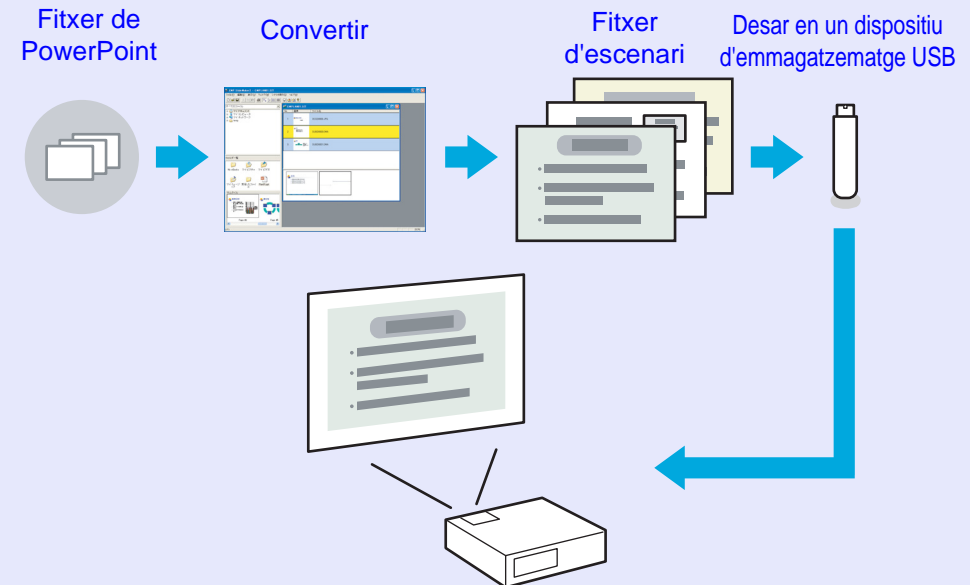 Fitxer de
PowerPoint
Convertir
Fitxer
d'escenari
Desar en un dispositiu
d'emmagatzematge USB